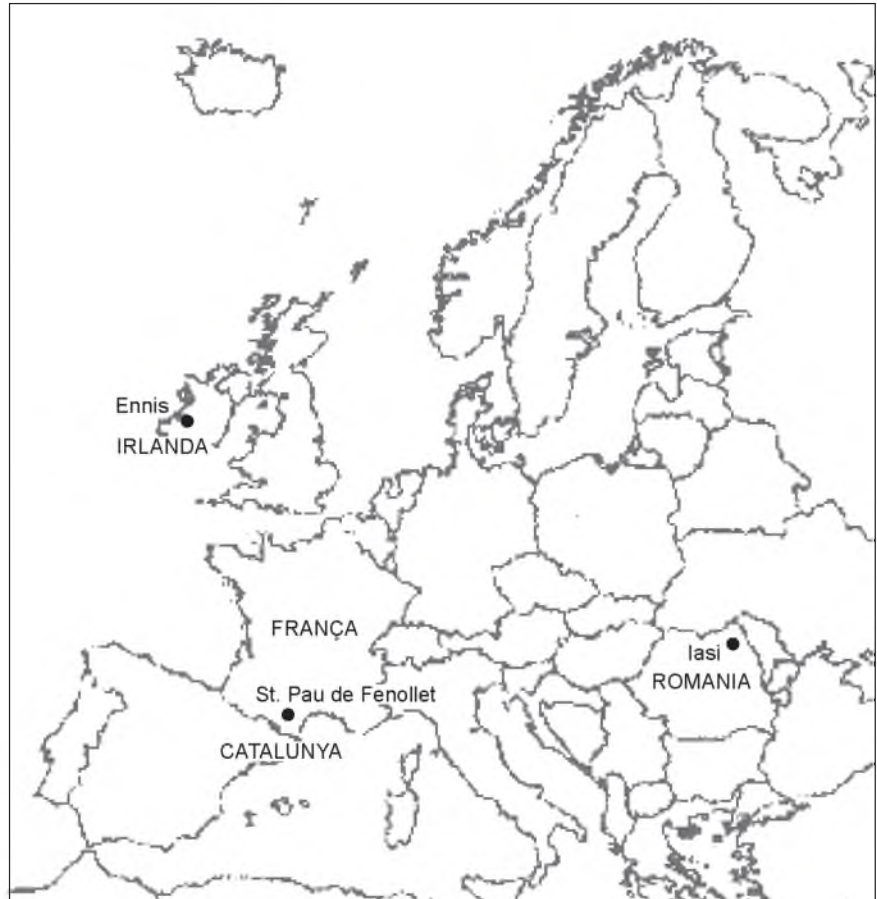 Ennis
IRLANDA
FRANÇA
Iasi
ROMANIA
St. Pau de Fenollet
CATALUNYA